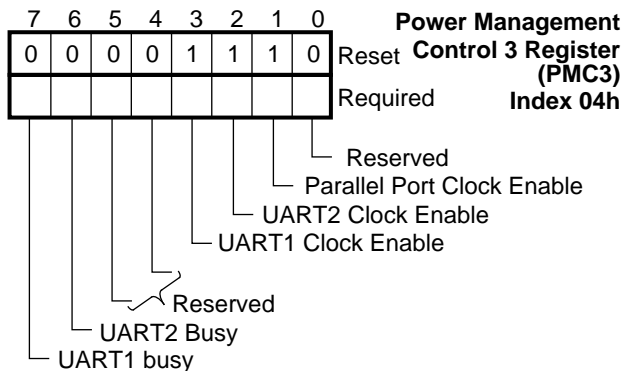 7 6 5 4 3 2 1 0
Power Management
Control 3 Register
(PMC3)
Index 04h
0 0 0 0 1 1 1 0 Reset
Required
Reserved
Parallel Port Clock Enable
UART2 Clock Enable
UART1 Clock Enable
Reserved
UART2 Busy
UART1 busy